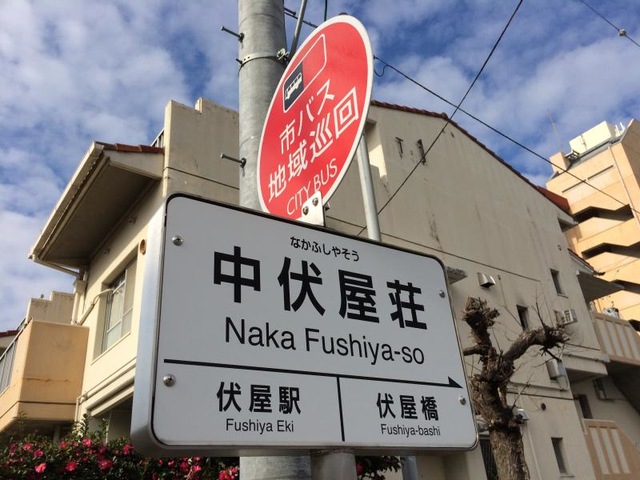 市バス
地域巡回
CITY BUS
なかふしやそう
中伏屋荘
Naka Fushiya-so
伏屋駅 伏屋橋
Fushiya Eki Fushiya-bashi